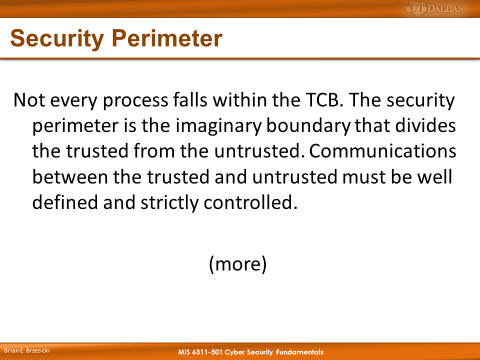 UT DALLAS
Security Perimeter
Not every process falls within the TCB. The security
perimeter is the imaginary boundary that divides
the trusted from the untrusted. Communications
between the trusted and untrusted must be well
defined and strictly controlled.
(more)
Brian E. Brzezicki
MIS 6311-501 Cyber Security Fundamentals